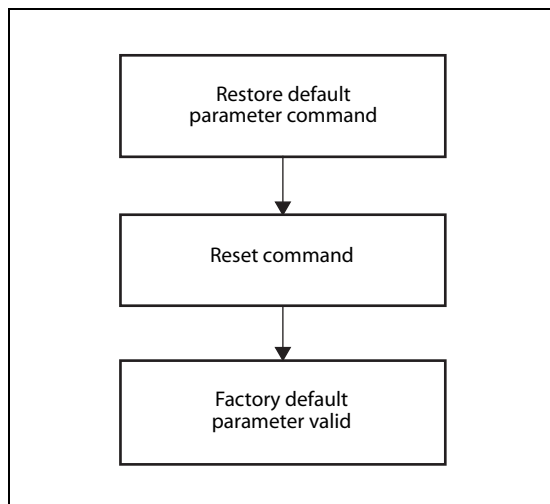 Restore default
parameter command
Reset command
Factory default
parameter valid